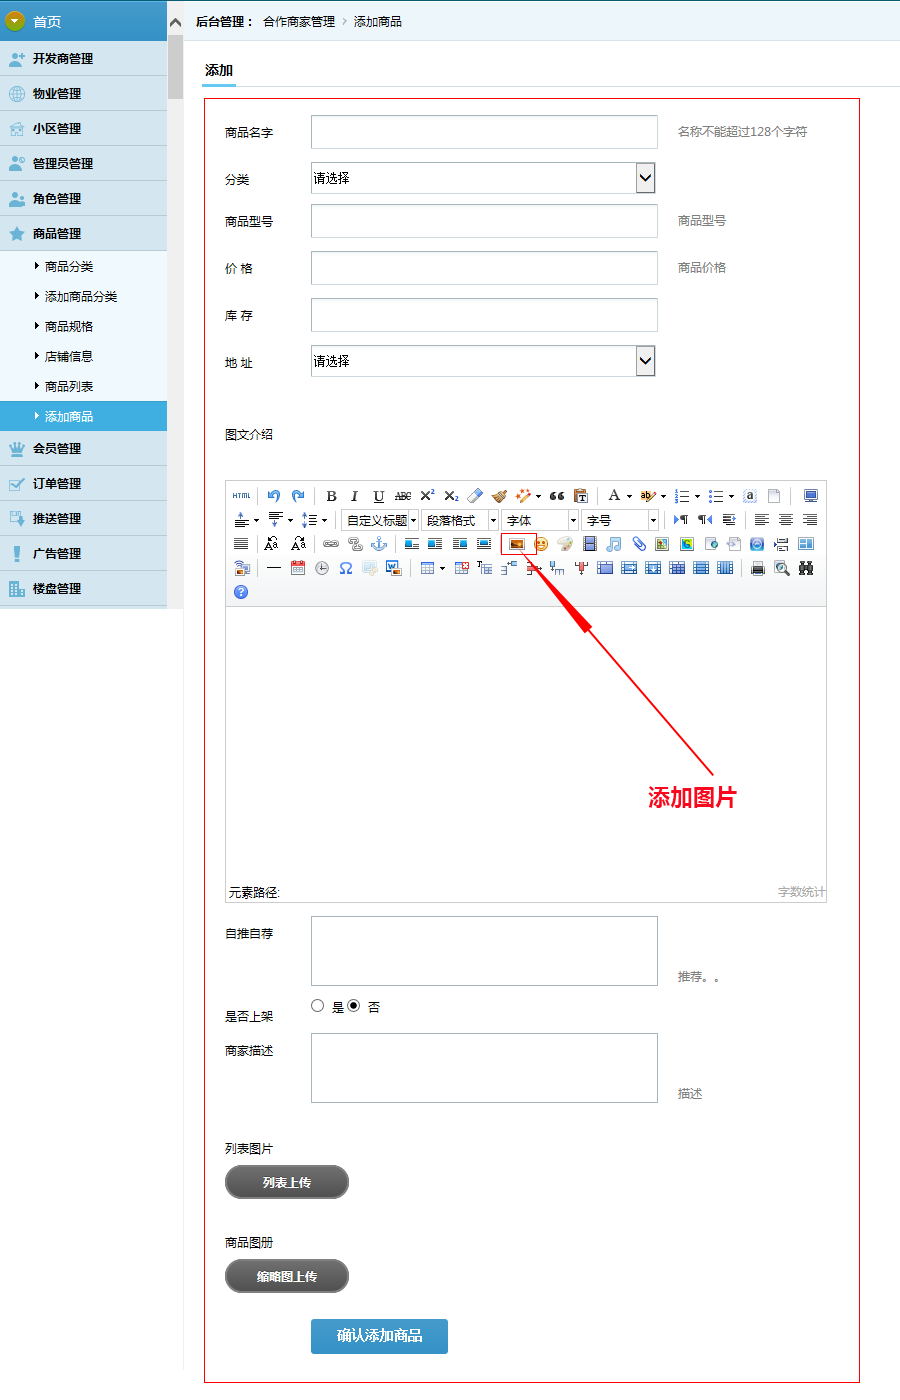 首页
开发商管理
物业管理
小区管理
管理员管理
角色管理
商品管理
商品分类
添加商品分类
商品规格
店铺信息
商品列表
添加商品
会员管理
订单管理
推送管理
广告管理
楼盘管理
后台管理： 合作商家管理 › 添加商品
添加
商品名字 名称不能超过128个字符
分类 请选择
商品型号 商品型号
价 格 商品价格
库 存
地 址 请选择
图文介绍
HTML B I U ABC X² X₂ A ab a
自定义标题 段落格式 字体 字号
添加图片
元素路径: 字数统计
自推自荐 推荐。。
是否上架 是 否
商家描述 描述
列表图片
列表上传
商品图册
缩略图上传
确认添加商品